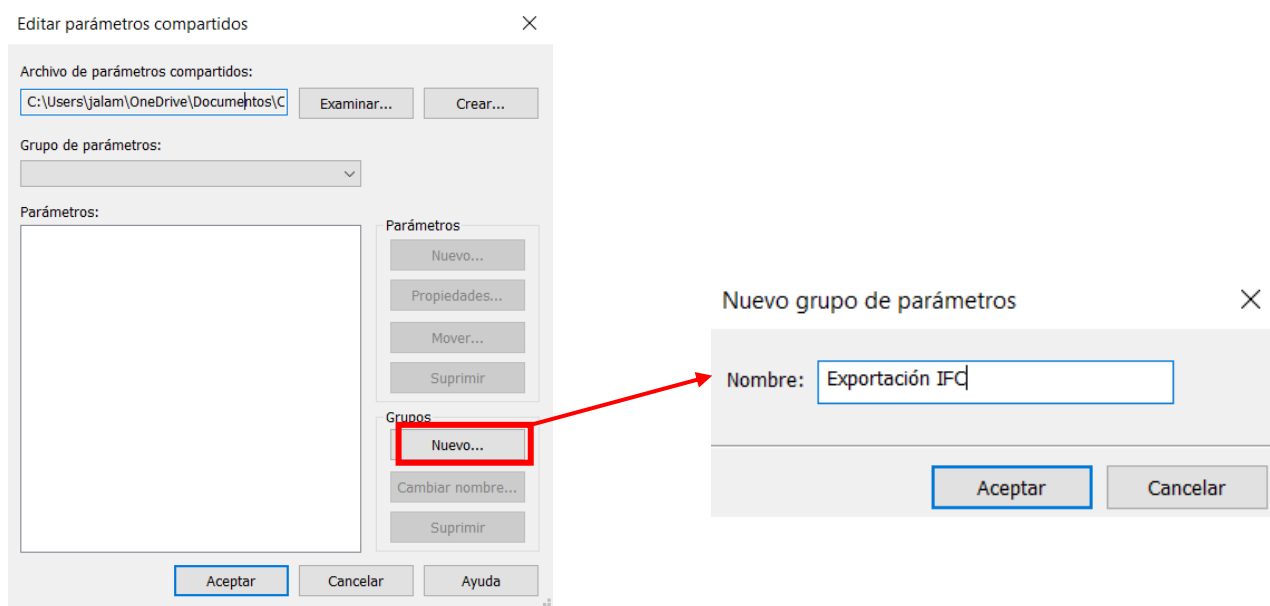 Editar parámetros compartidos
Archivo de parámetros compartidos:
C:\Users\jalam\OneDrive\Documentos\C
Examinar...
Crear...
Grupo de parámetros:
Parámetros:
Parámetros
Nuevo...
Propiedades...
Mover...
Suprimir
Grupos
Nuevo...
Cambiar nombre...
Suprimir
Aceptar
Cancelar
Ayuda
Nuevo grupo de parámetros
Nombre:
Exportación IFC
Aceptar
Cancelar